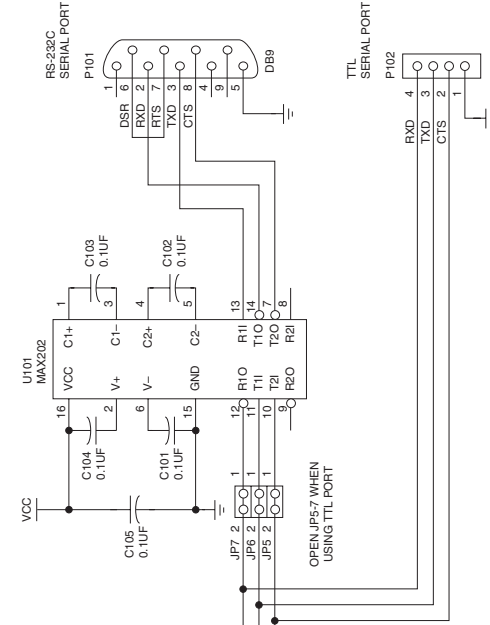 RS-232C
SERIAL PORT
P101
DB9
1
6
2
7
3
8
4
9
5
DSR
RXD
RTS
TXD
CTS
TTL
SERIAL PORT
P102
4
3
2
1
RXD
TXD
CTS
C103
0.1UF
C102
0.1UF
1
3
4
5
13
14
7
8
U101
MAX202
C1+
C1−
C2+
C2−
R1I
T1O
T2O
R2I
VCC
V+
V−
GND
R1O
T1I
T2I
R2O
16
2
6
15
12
11
10
9
C104
0.1UF
C101
0.1UF
VCC
C105
0.1UF
JP7 2 1
JP6 2 1
JP5 2 1
OPEN JP5-7 WHEN
USING TTL PORT